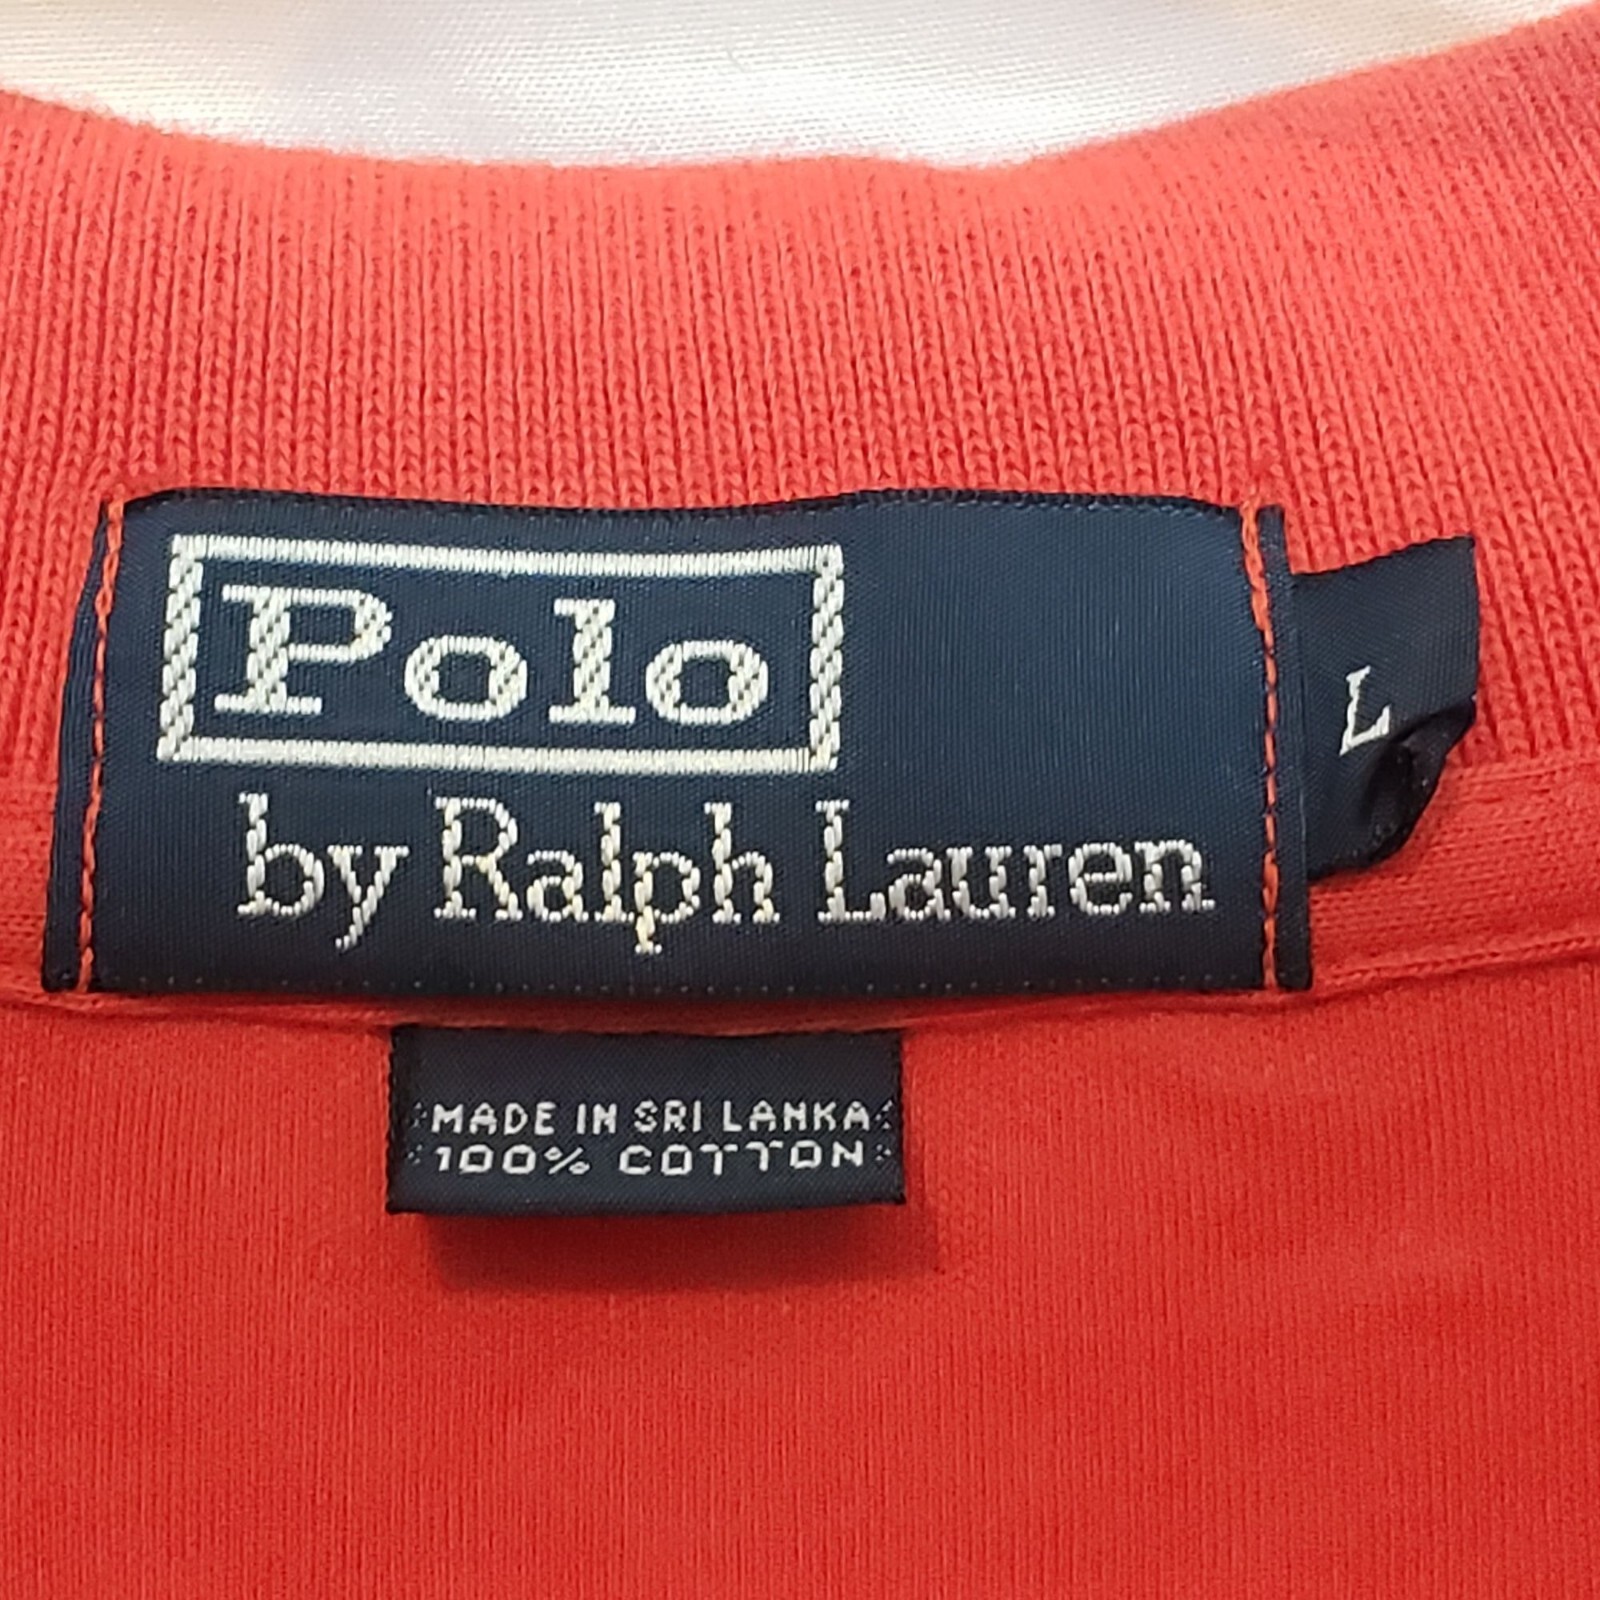 Polo
by Ralph Lauren
L
MADE IN SRI LANKA
100% COTTON